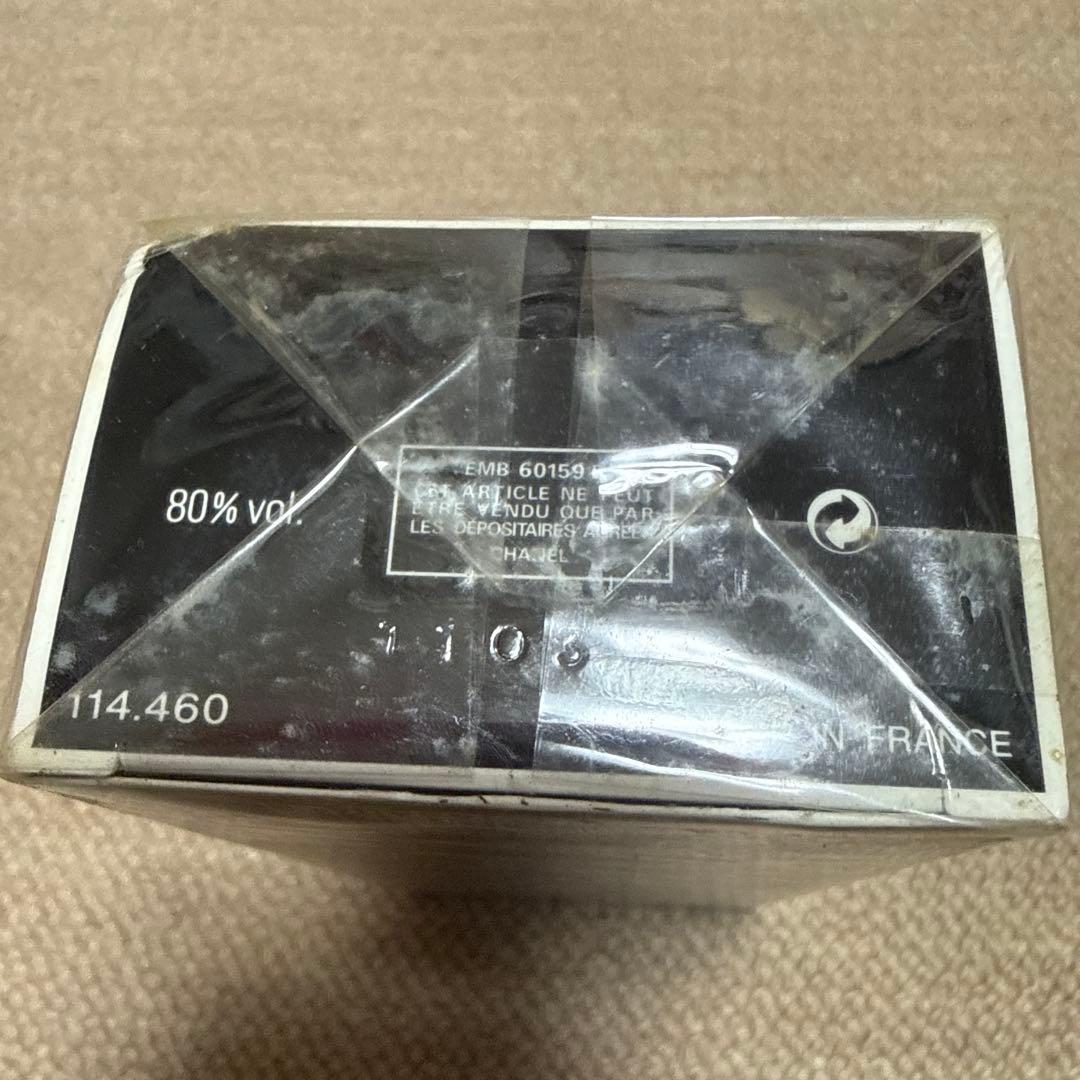 EMB 60159
CET ARTICLE NE PEUT
ÊTRE VENDU QUE PAR
LES DÉPOSITAIRES AGRÉÉS
80% vol.
1103
114.460
IN FRANCE